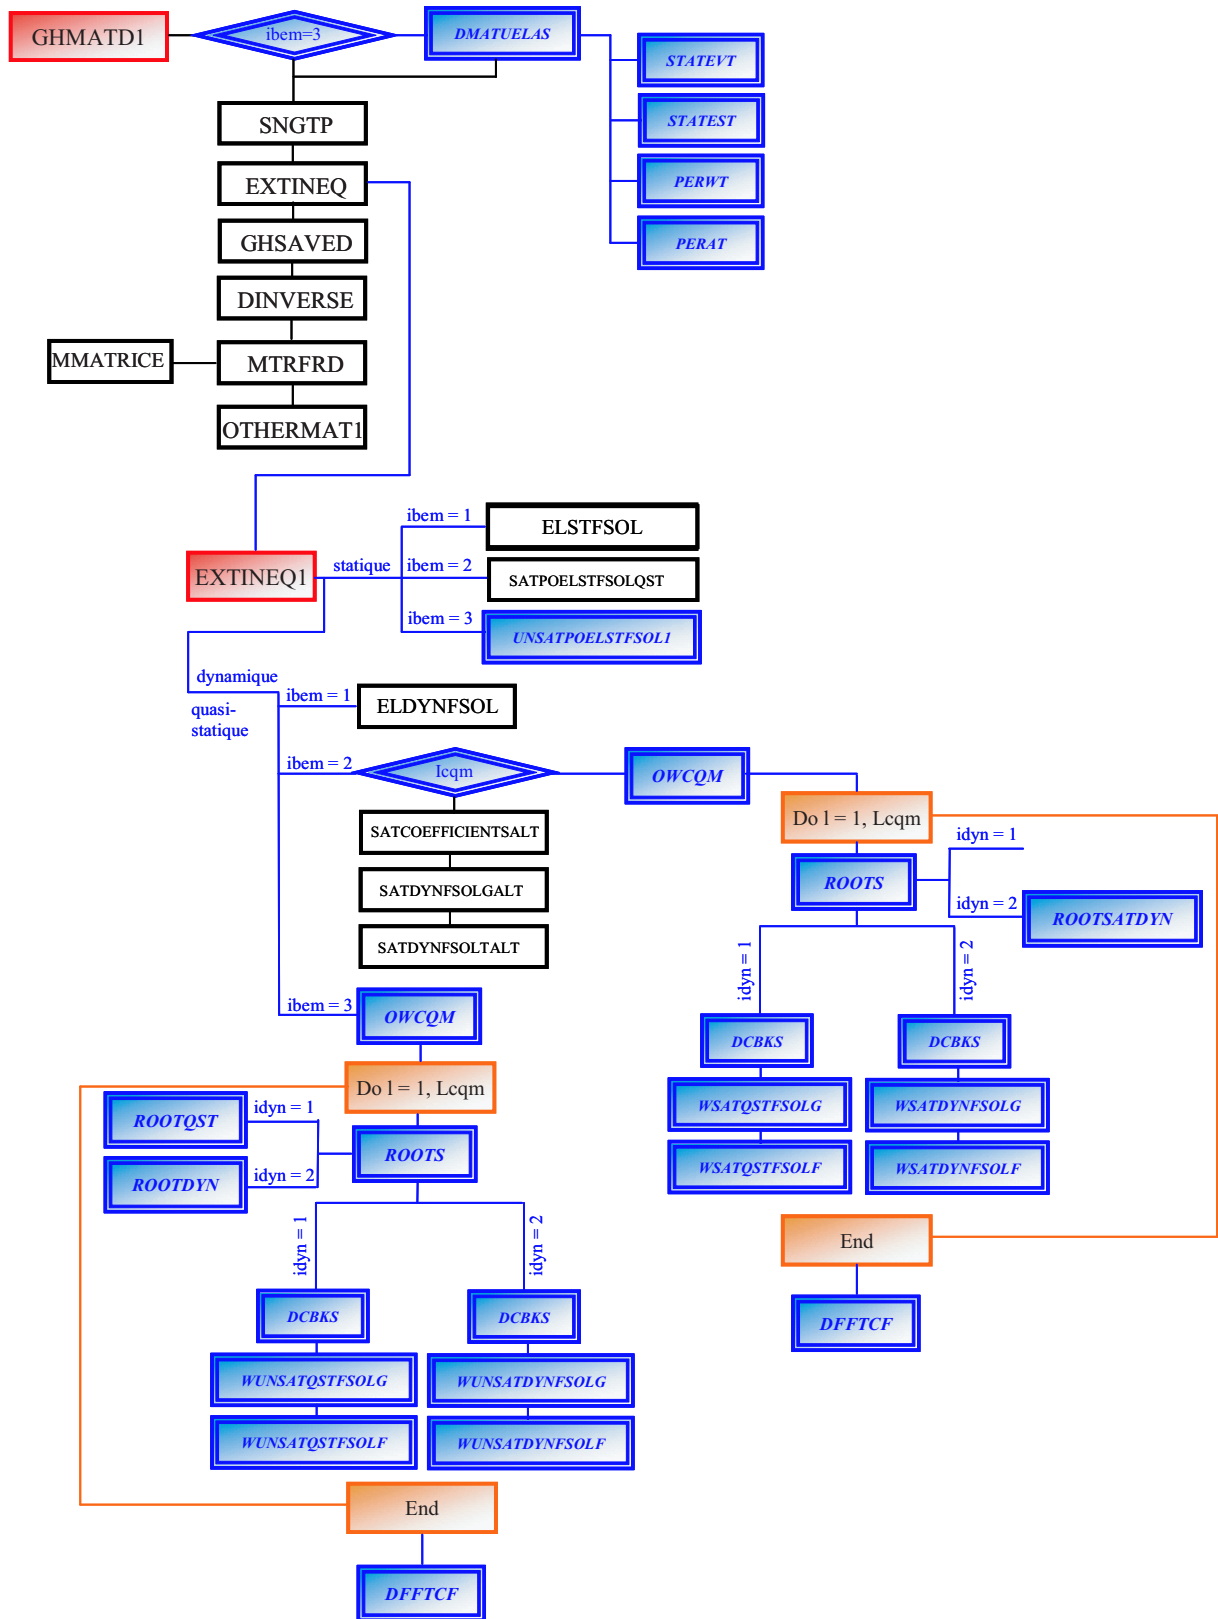 GHMATD1
ibem=3
DMATUELAS
STATEVT
STATEST
PERWT
PERAT
SNGTP
EXTINEQ
GHSAVED
DINVERSE
MMATRICE
MTRFRD
OTHERMAT1
EXTINEQ1
statique
ibem = 1
ELSTFSOL
ibem = 2
SATPOELSTFSOLQST
ibem = 3
UNSATPOELSTFSOL1
dynamique
quasi-
statique
ibem = 1
ELDYNFSOL
ibem = 2
Icqm
OWCQM
SATCOEFFICIENTSALT
SATDYNFSOLGALT
SATDYNFSOLTALT
Do l = 1, Lcqm
ROOTS
idyn = 1
idyn = 2
ROOTSATDYN
idyn = 1
idyn = 2
DCBKS
DCBKS
WSATQSTFSOLG
WSATDYNFSOLG
WSATQSTFSOLF
WSATDYNFSOLF
End
DFFTCF
ibem = 3
OWCQM
Do l = 1, Lcqm
ROOTQST
idyn = 1
ROOTS
ROOTDYN
idyn = 2
idyn = 1
idyn = 2
DCBKS
DCBKS
WUNSATQSTFSOLG
WUNSATDYNFSOLG
WUNSATQSTFSOLF
WUNSATDYNFSOLF
End
DFFTCF